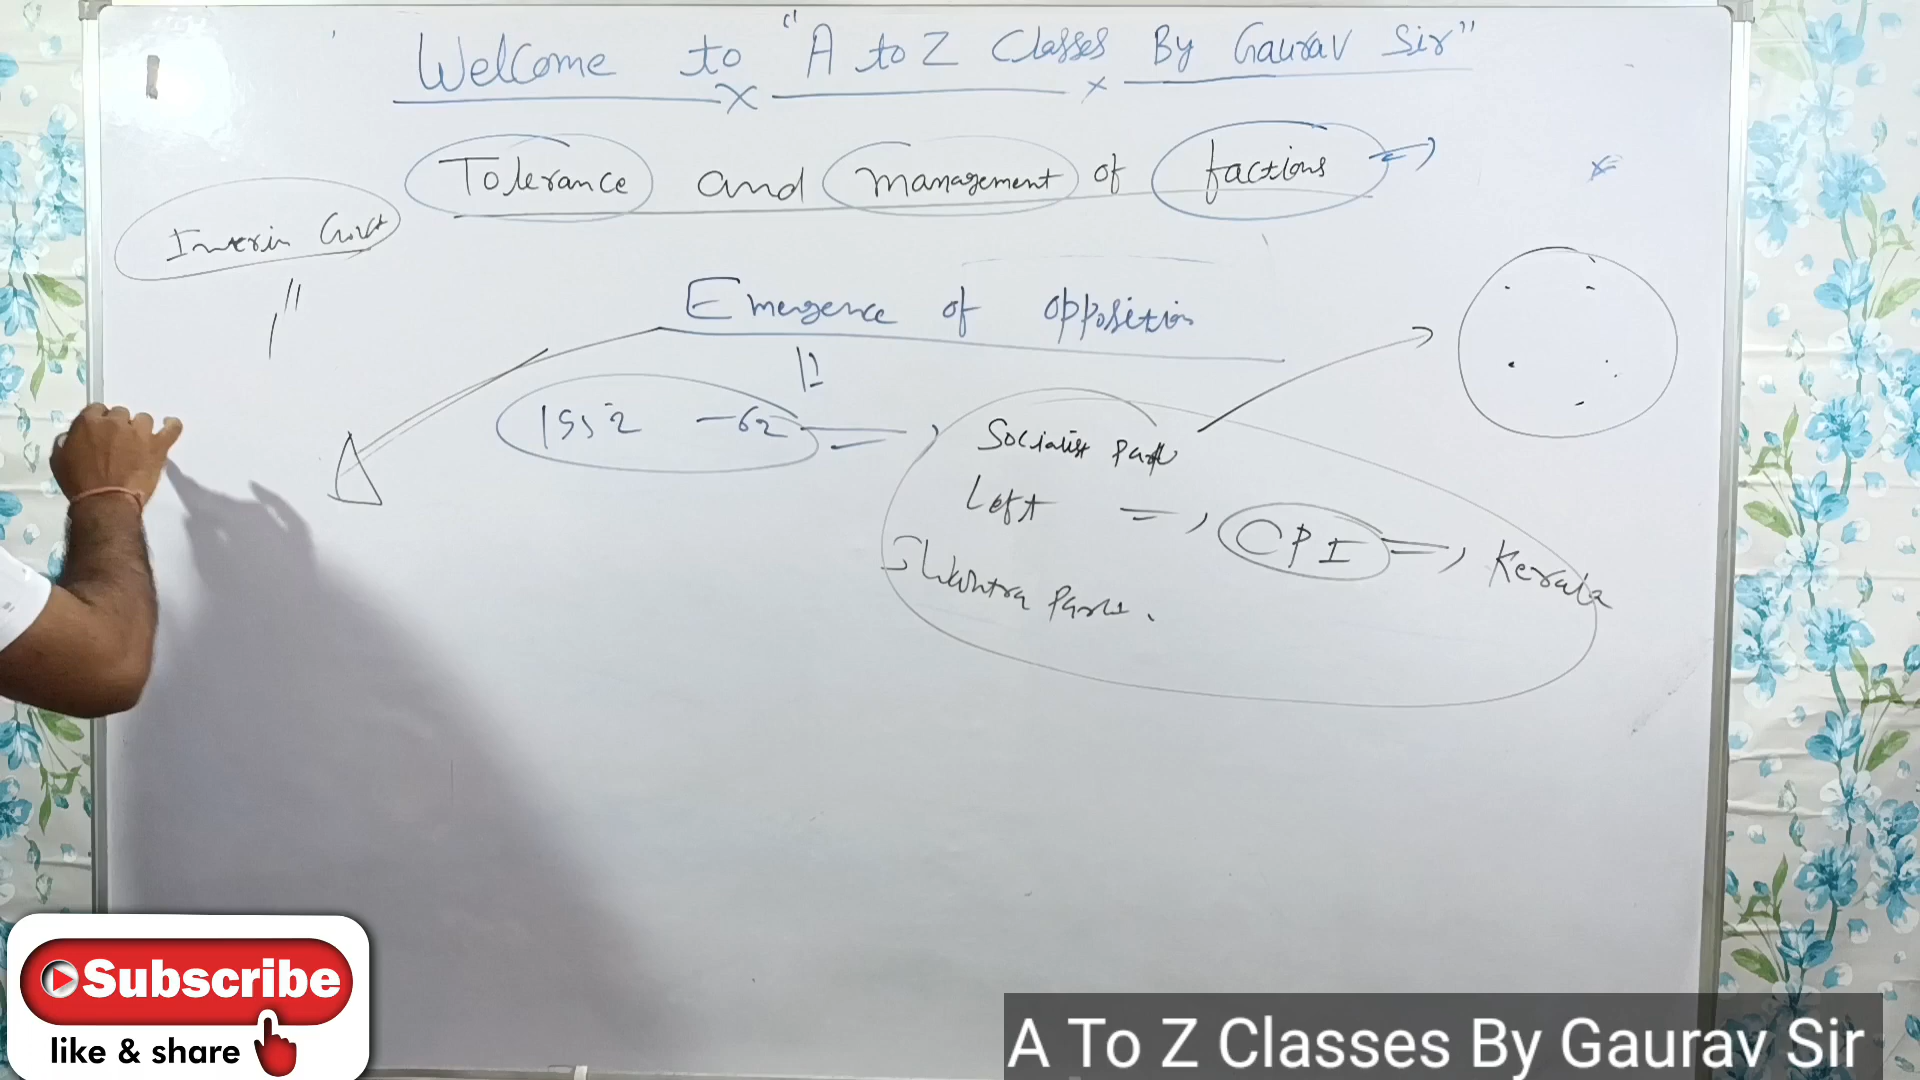 Welcome to "A to Z Classes By Gaurav Sir"
Tolerance and management of factions
Interim Govt
Emergence of opposition
1952 - 62
Socialist Party
Left CPI Kerala
Party.
Subscribe
like & share
A To Z Classes By Gaurav Sir